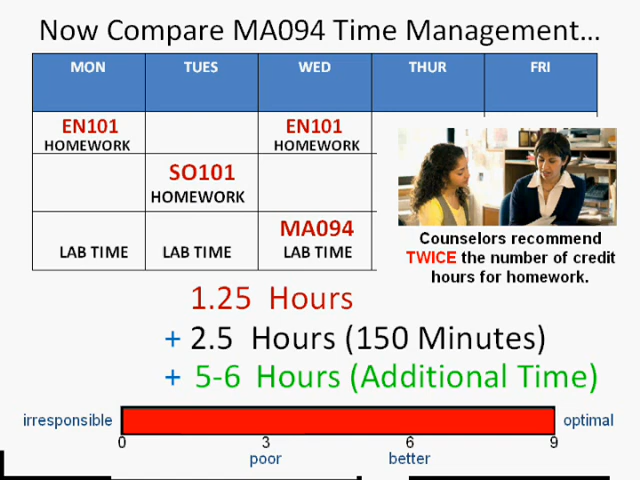 Now Compare MA094 Time Management...
MON TUES WED THUR FRI
EN101 EN101
HOMEWORK HOMEWORK
SO101
HOMEWORK
MA094
LAB TIME LAB TIME LAB TIME
Counselors recommend
TWICE the number of credit
hours for homework.
1.25 Hours
+ 2.5 Hours (150 Minutes)
+ 5-6 Hours (Additional Time)
irresponsible optimal
0 3 6 9
poor better